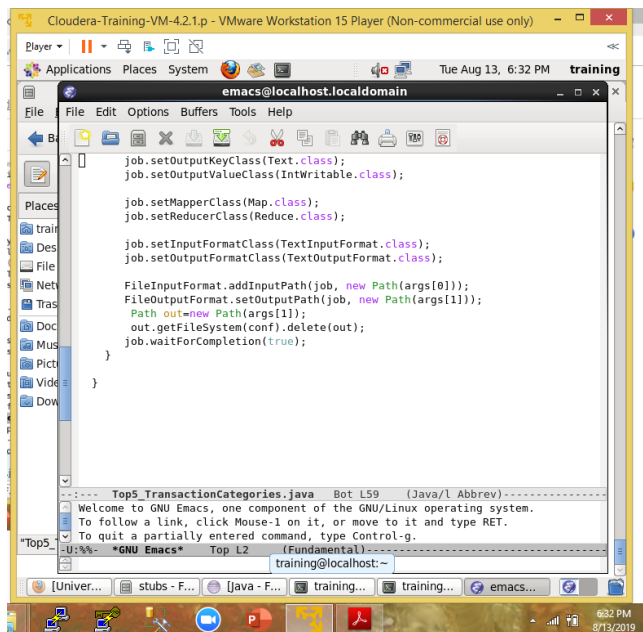 Cloudera-Training-VM-4.2.1.p - VMware Workstation 15 Player (Non-commercial use only)
Player
Applications Places System Tue Aug 13, 6:32 PM training
emacs@localhost.localdomain
File
File Edit Options Buffers Tools Help
Places
Trash
job.setOutputKeyClass(Text.class);
job.setOutputValueClass(IntWritable.class);
job.setMapperClass(Map.class);
job.setReducerClass(Reduce.class);
job.setInputFormatClass(TextInputFormat.class);
job.setOutputFormatClass(TextOutputFormat.class);
FileInputFormat.addInputPath(job, new Path(args[0]));
FileOutputFormat.setOutputPath(job, new Path(args[1]));
Path out=new Path(args[1]);
out.getFileSystem(conf).delete(out);
job.waitForCompletion(true);
}
}
--:--- Top5_TransactionCategories.java Bot L59 (Java/l Abbrev)----------------
Welcome to GNU Emacs, one component of the GNU/Linux operating system.
To follow a link, click Mouse-1 on it, or move to it and type RET.
To quit a partially entered command, type Control-g.
"Top5_
-U:%%- *GNU Emacs* Top L2 (Fundamental)----------------
training@localhost:~
[Univer... stubs - F... [Java - F... training... training... emacs...
6:32 PM
8/13/2019